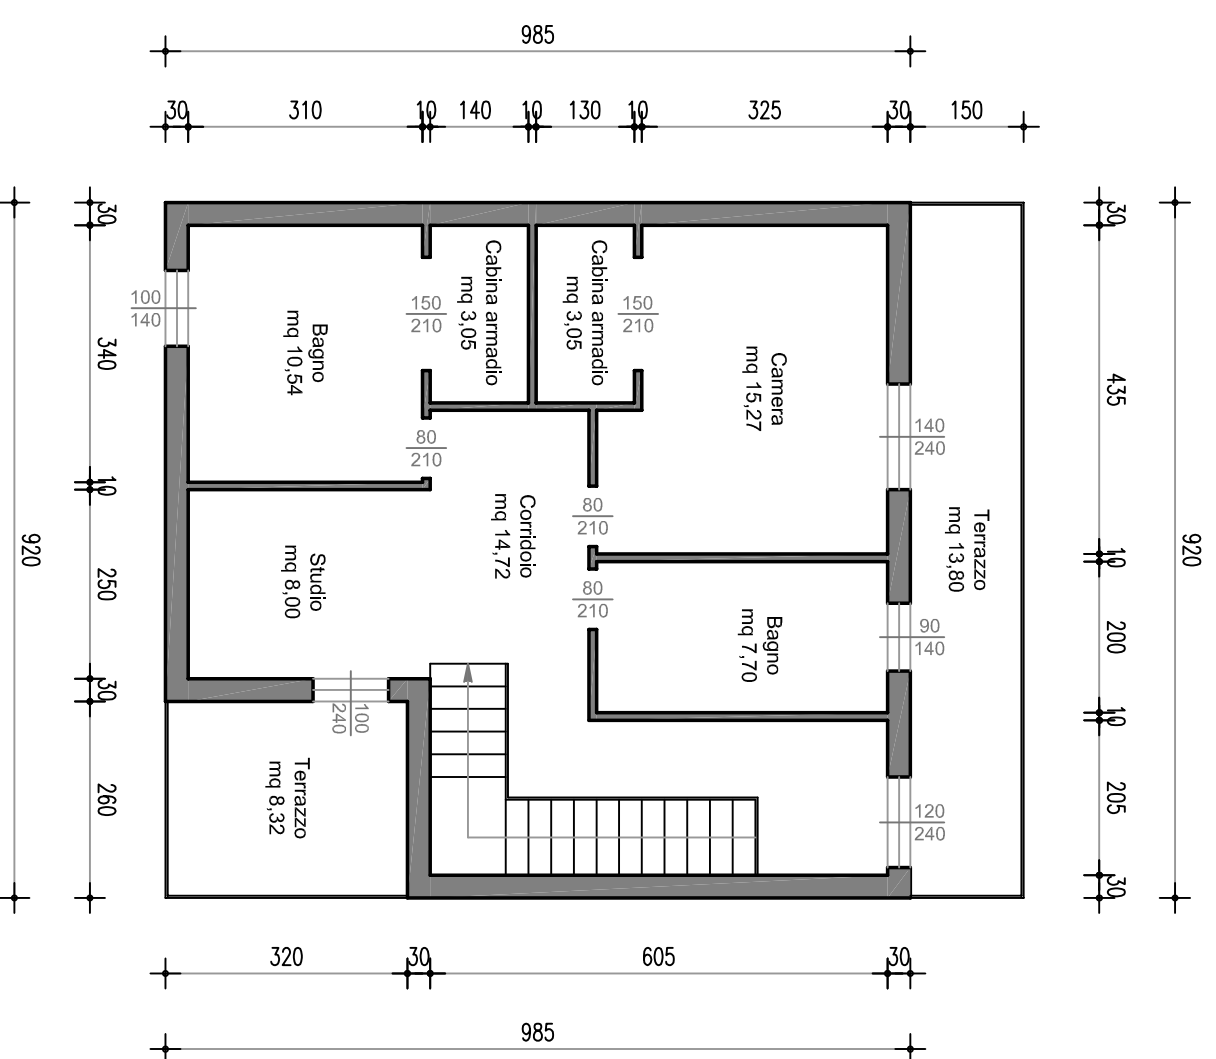 985
30
310
10
140
10
130
10
325
30
150
30
340
10
250
30
260
920
30
435
10
200
10
205
30
920
100
140
Bagno
mq 10,54
150
210
Cabina armadio
mq 3,05
Cabina armadio
mq 3,05
150
210
Camera
mq 15,27
140
240
80
210
80
210
Corridoio
mq 14,72
Terrazzo
mq 13,80
Studio
mq 8,00
80
210
Bagno
mq 7,70
90
140
100
240
Terrazzo
mq 8,32
120
240
320
30
605
30
985